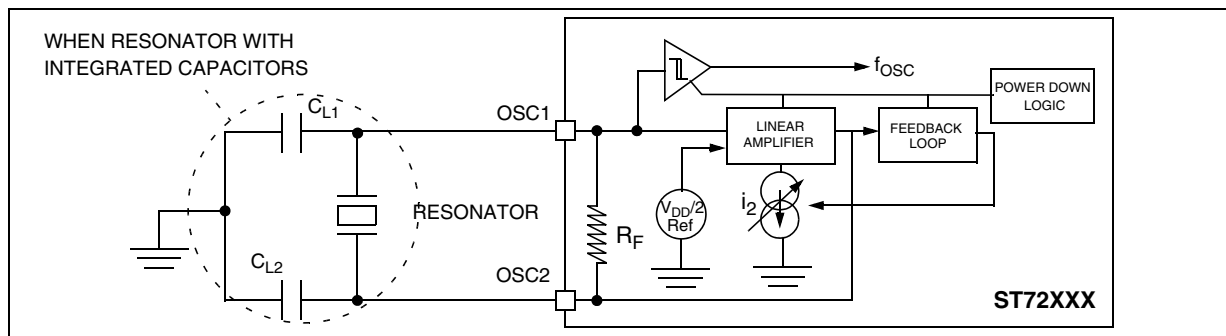 WHEN RESONATOR WITH
INTEGRATED CAPACITORS
CL1
OSC1
fOSC
POWER DOWN
LOGIC
LINEAR
AMPLIFIER
FEEDBACK
LOOP
RESONATOR
RF
VDD/2
Ref
i2
CL2
OSC2
ST72XXX